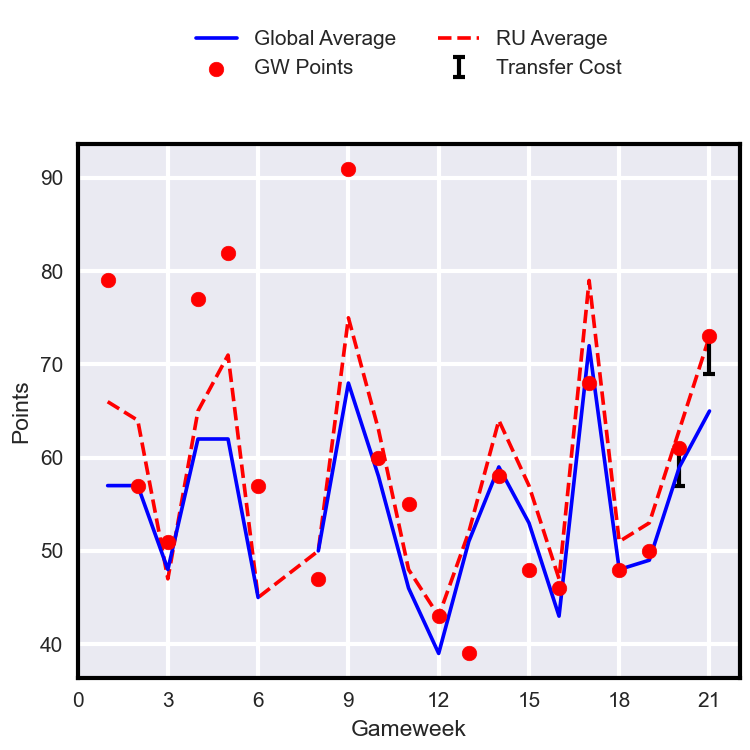 Global Average
RU Average
GW Points
Transfer Cost
90
80
70
60
50
40
Points
0 3 6 9 12 15 18 21
Gameweek